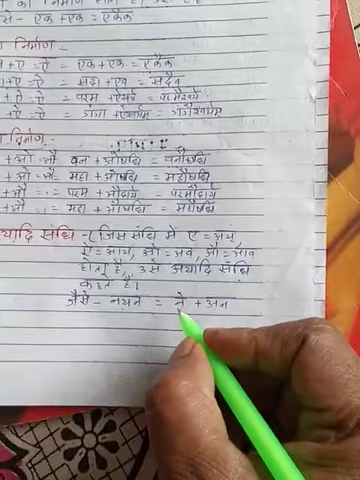 जैसे - एक + एक = एकैक
निर्माण -
+ ए = ऐ = एक + एक = एकैक
+ ए = ऐ = सदा + एव = सदैव
+ ऐ = ऐ = परम + ऐश्वर्य = परमैश्वर्य
+ ऐ = ऐ = गंगा + ऐश्वर्य = गंगैश्वर्य
निर्माण -
+ ओ = औ वन + औषधि = वनौषधि
+ ओ = औ = महा + औषधि = महौषधि
+ औ = परम + औदार्य = परमौदार्य
+ औ = महा + औषधि = महौषधि
यादि संधि - जिस संधि में ए = अय्
ऐ = आय, ओ = अव, औ = आव
होता है, उसे अयादि संधि
कहते हैं।
जैसे - नयन = ने + अन